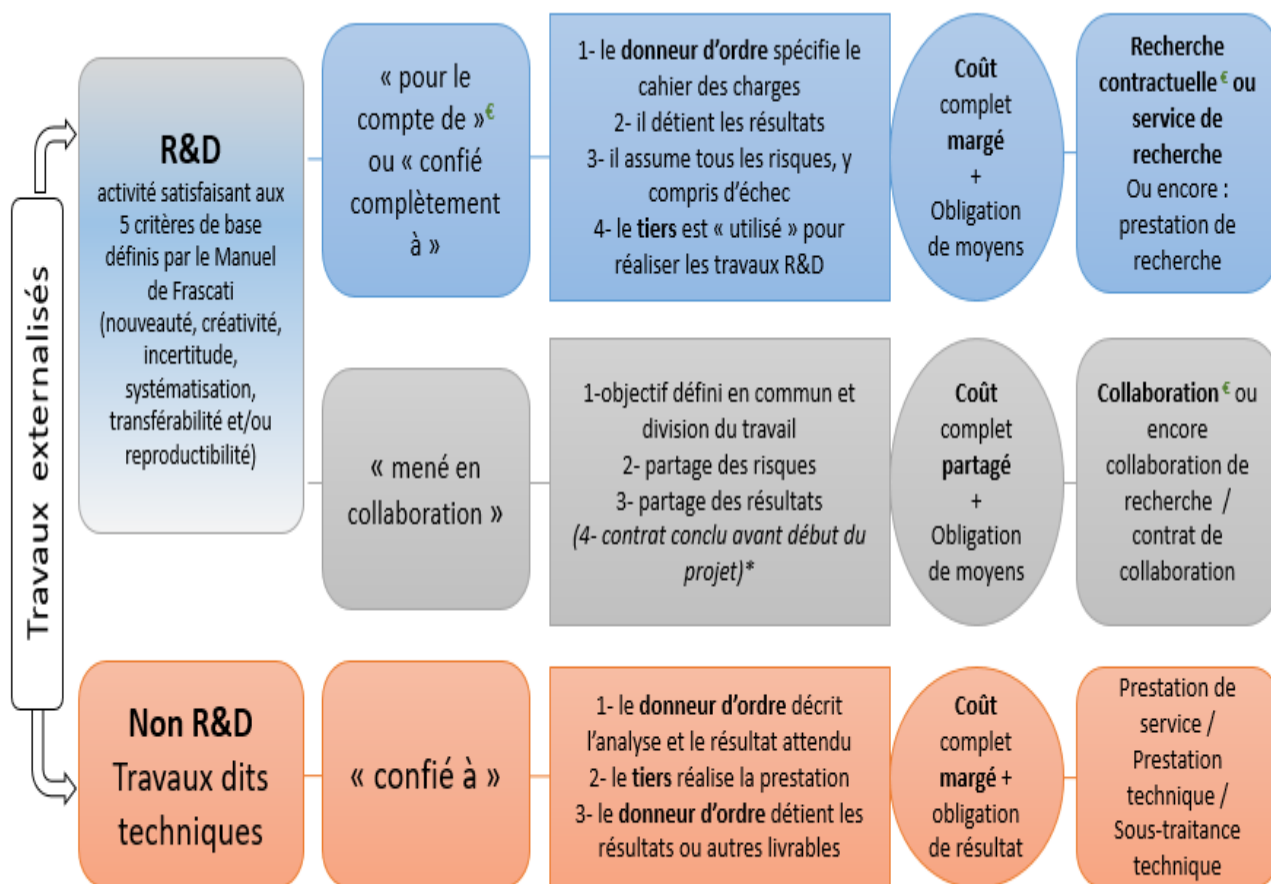 Travaux externalisés
R&D
activité satisfaisant aux
5 critères de base
définis par le Manuel
de Frascati
(nouveauté, créativité,
incertitude,
systématisation,
transférabilité et/ou
reproductibilité)
« pour le
compte de »€
ou « confié
complètement
à »
1- le donneur d’ordre spécifie le
cahier des charges
2- il détient les résultats
3- il assume tous les risques, y
compris d’échec
4- le tiers est « utilisé » pour
réaliser les travaux R&D
Coût
complet
margé
+
Obligation
de moyens
Recherche
contractuelle € ou
service de
recherche
Ou encore :
prestation de
recherche
« mené en
collaboration »
1-objectif défini en commun et
division du travail
2- partage des risques
3- partage des résultats
(4- contrat conclu avant début du
projet)*
Coût
complet
partagé
+
Obligation
de moyens
Collaboration € ou
encore
collaboration de
recherche /
contrat de
collaboration
Non R&D
Travaux dits
techniques
« confié à »
1- le donneur d’ordre décrit
l’analyse et le résultat attendu
2- le tiers réalise la prestation
3- le donneur d’ordre détient les
résultats ou autres livrables
Coût
complet
margé +
obligation
de résultat
Prestation de
service /
Prestation
technique /
Sous-traitance
technique